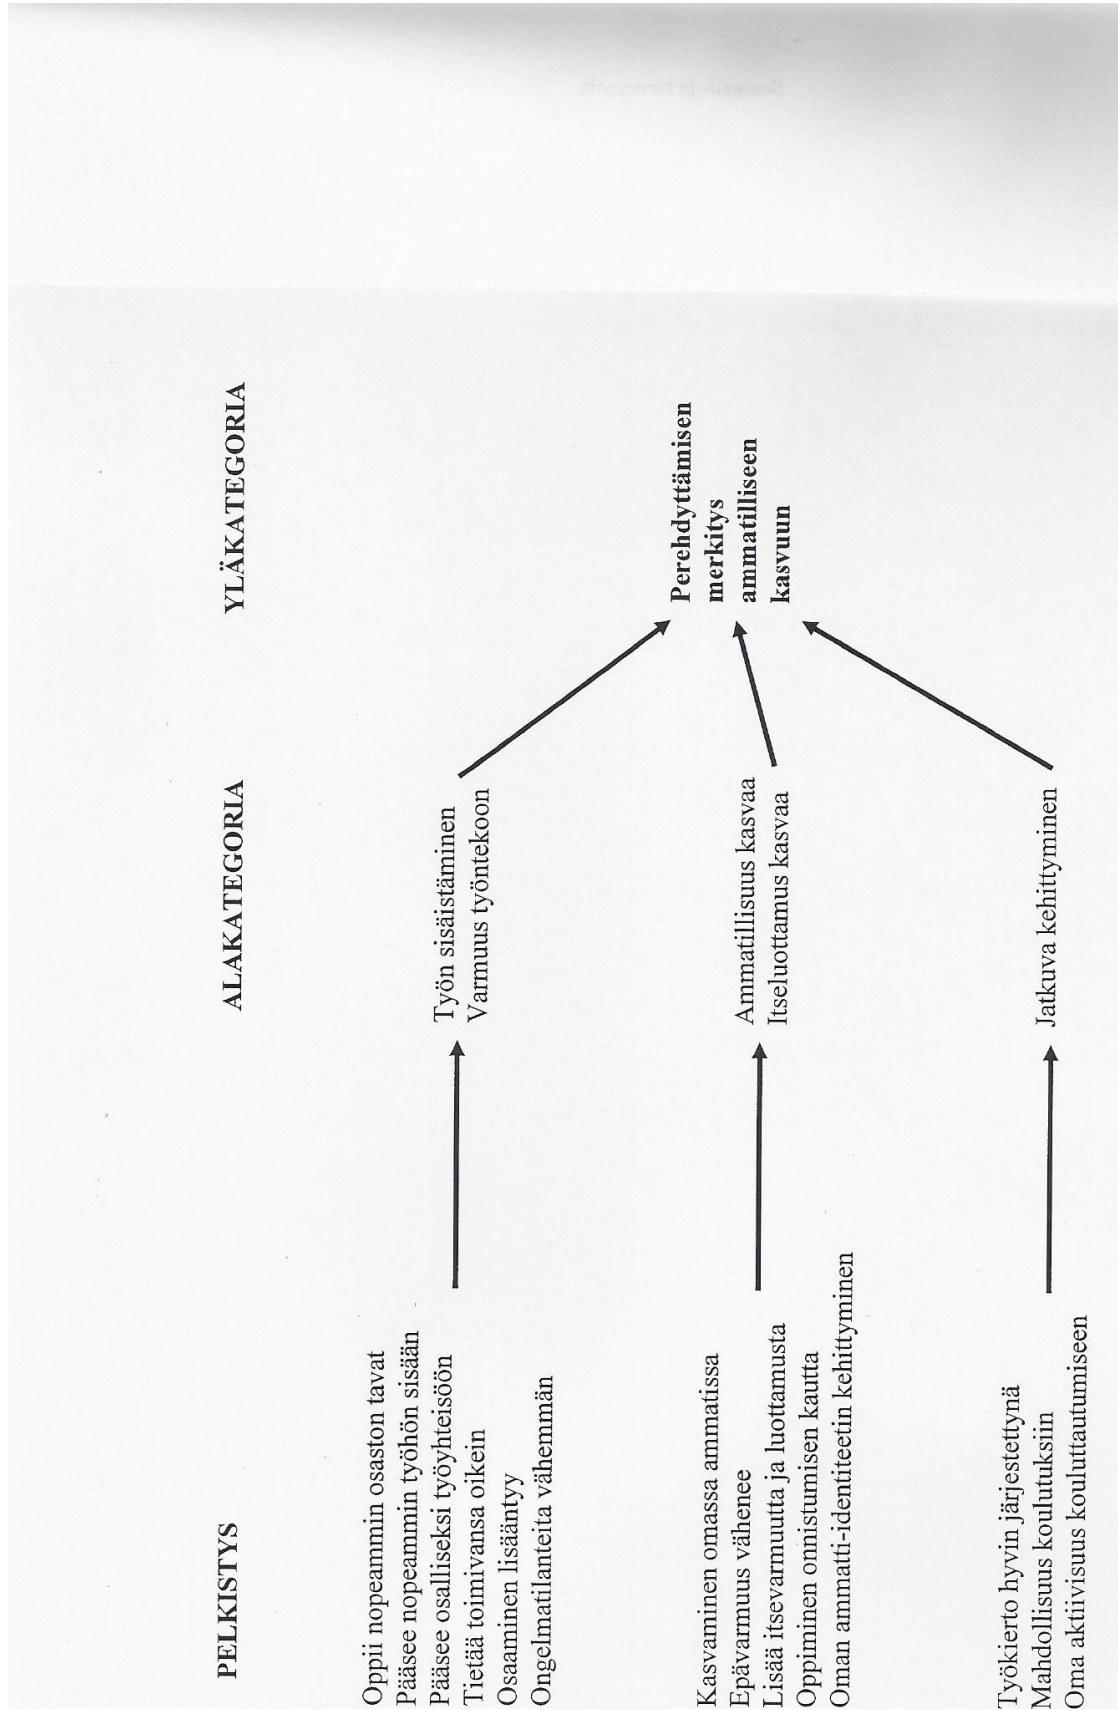 PELKISTYS
ALAKATEGORIA
YLÄKATEGORIA
Oppii nopeammin osaston tavat
Pääsee nopeammin työhön sisään
Pääsee osalliseksi työyhteisöön
Tietää toimivansa oikein
Osaaminen lisääntyy
Ongelmatilanteita vähemmän
Työn sisäistäminen
Varmuus työntekoon
Kasvaminen omassa ammatissa
Epävarmuus vähenee
Lisää itsevarmuutta ja luottamusta
Oppiminen onnistumisen kautta
Oman ammatti-identiteetin kehittyminen
Ammatillisuus kasvaa
Itseluottamus kasvaa
Perehdyttämisen
merkitys
ammatilliseen
kasvuun
Työkierto hyvin järjestettynä
Mahdollisuus koulutuksiin
Oma aktiivisuus kouluttautumiseen
Jatkuva kehittyminen